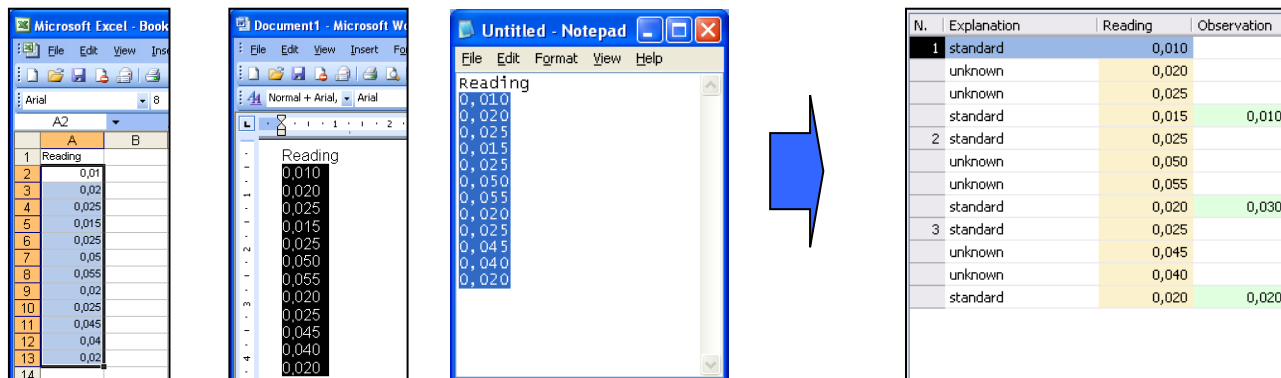 Microsoft Excel - Book
File Edit View Ins
Arial 8
A2
A B
1 Reading
2 0,01
3 0,02
4 0,025
5 0,015
6 0,025
7 0,05
8 0,055
9 0,02
10 0,025
11 0,045
12 0,04
13 0,02
14
Document1 - Microsoft Wo
File Edit View Insert Fo
Normal + Arial, Arial
1 2
Reading
0,010
0,020
0,025
0,015
0,025
0,050
0,055
0,020
0,025
0,045
0,040
0,020
1
2
3
4
Untitled - Notepad
File Edit Format View Help
Reading
0,010
0,020
0,025
0,015
0,025
0,050
0,055
0,020
0,025
0,045
0,040
0,020
N. Explanation Reading Observation
1 standard 0,010
unknown 0,020
unknown 0,025
standard 0,015 0,010
2 standard 0,025
unknown 0,050
unknown 0,055
standard 0,020 0,030
3 standard 0,025
unknown 0,045
unknown 0,040
standard 0,020 0,020